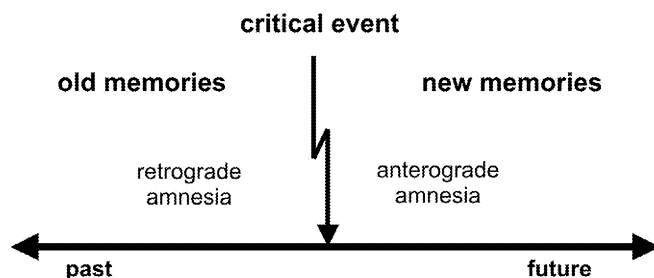 critical event
old memories
new memories
retrograde
amnesia
anterograde
amnesia
past
future